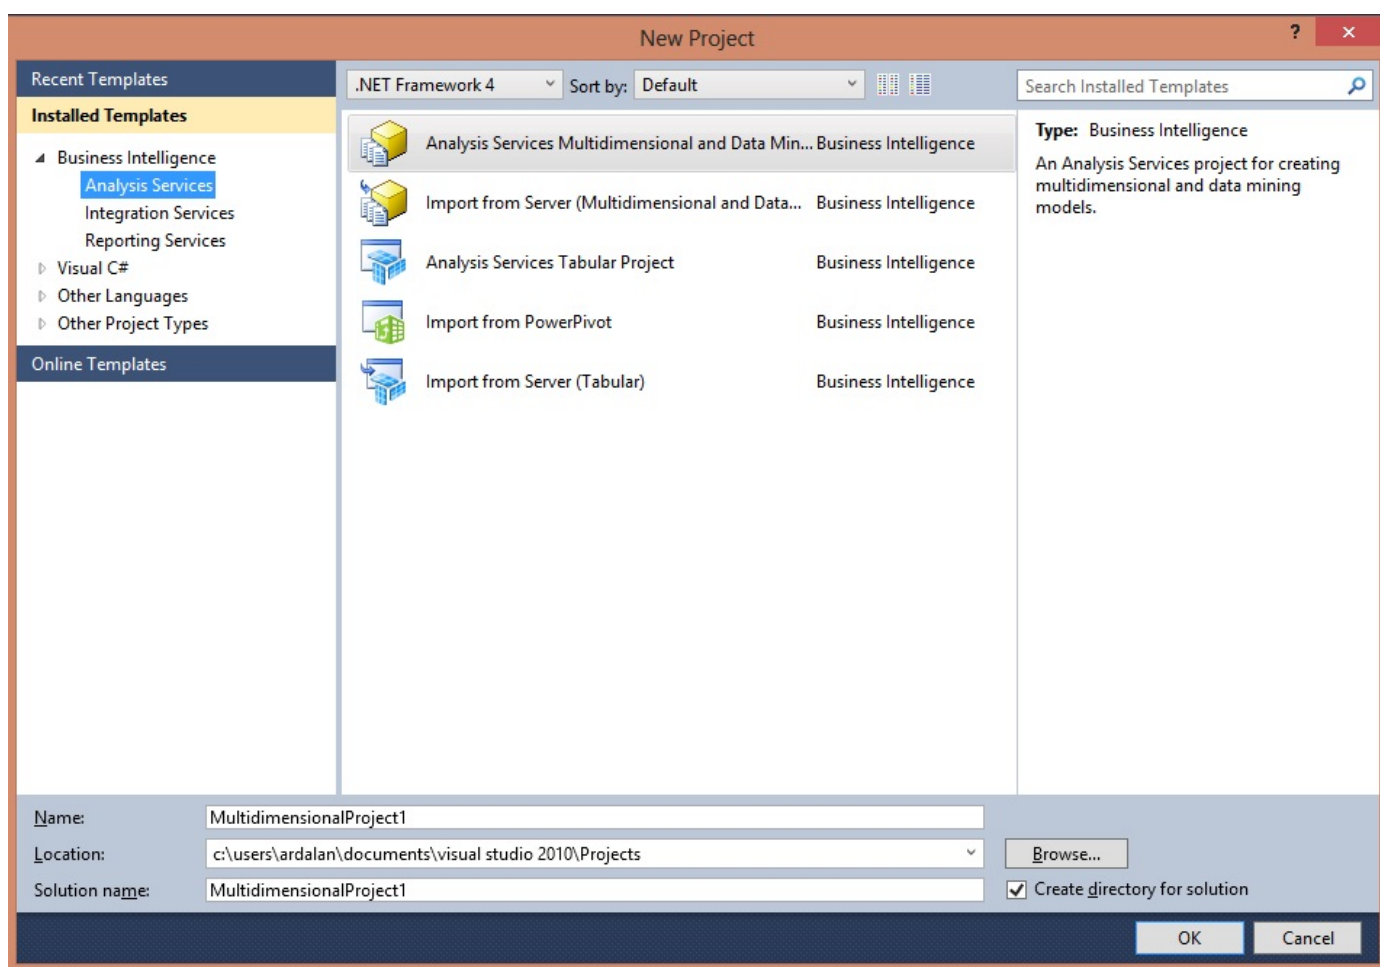 New Project
?
Recent Templates
Installed Templates
Business Intelligence
Analysis Services
Integration Services
Reporting Services
Visual C#
Other Languages
Other Project Types
Online Templates
.NET Framework 4
Sort by: Default
Analysis Services Multidimensional and Data Min... Business Intelligence
Import from Server (Multidimensional and Data... Business Intelligence
Analysis Services Tabular Project Business Intelligence
Import from PowerPivot Business Intelligence
Import from Server (Tabular) Business Intelligence
Search Installed Templates
Type: Business Intelligence
An Analysis Services project for creating
multidimensional and data mining
models.
Name: MultidimensionalProject1
Location: c:\users\ardalan\documents\visual studio 2010\Projects
Browse...
Solution name: MultidimensionalProject1
Create directory for solution
OK Cancel